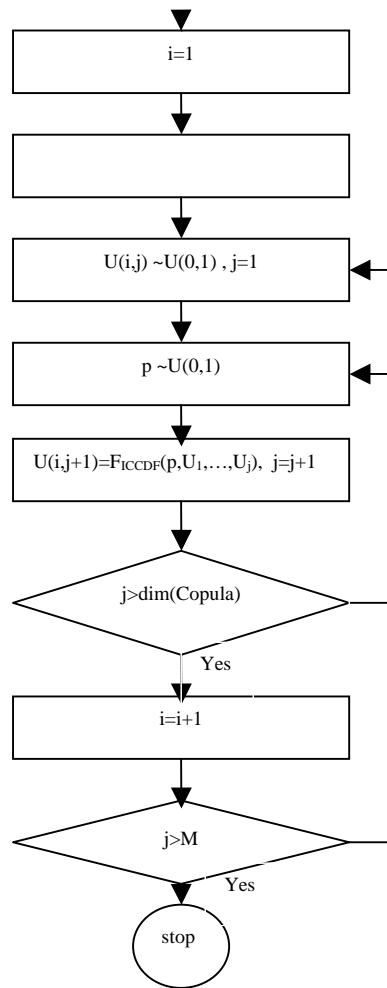 i=1
U(i,j) ~U(0,1) , j=1
p ~U(0,1)
U(i,j+1)=F_ICCDF(p,U_1,…,U_j), j=j+1
j>dim(Copula)
Yes
i=i+1
j>M
Yes
stop